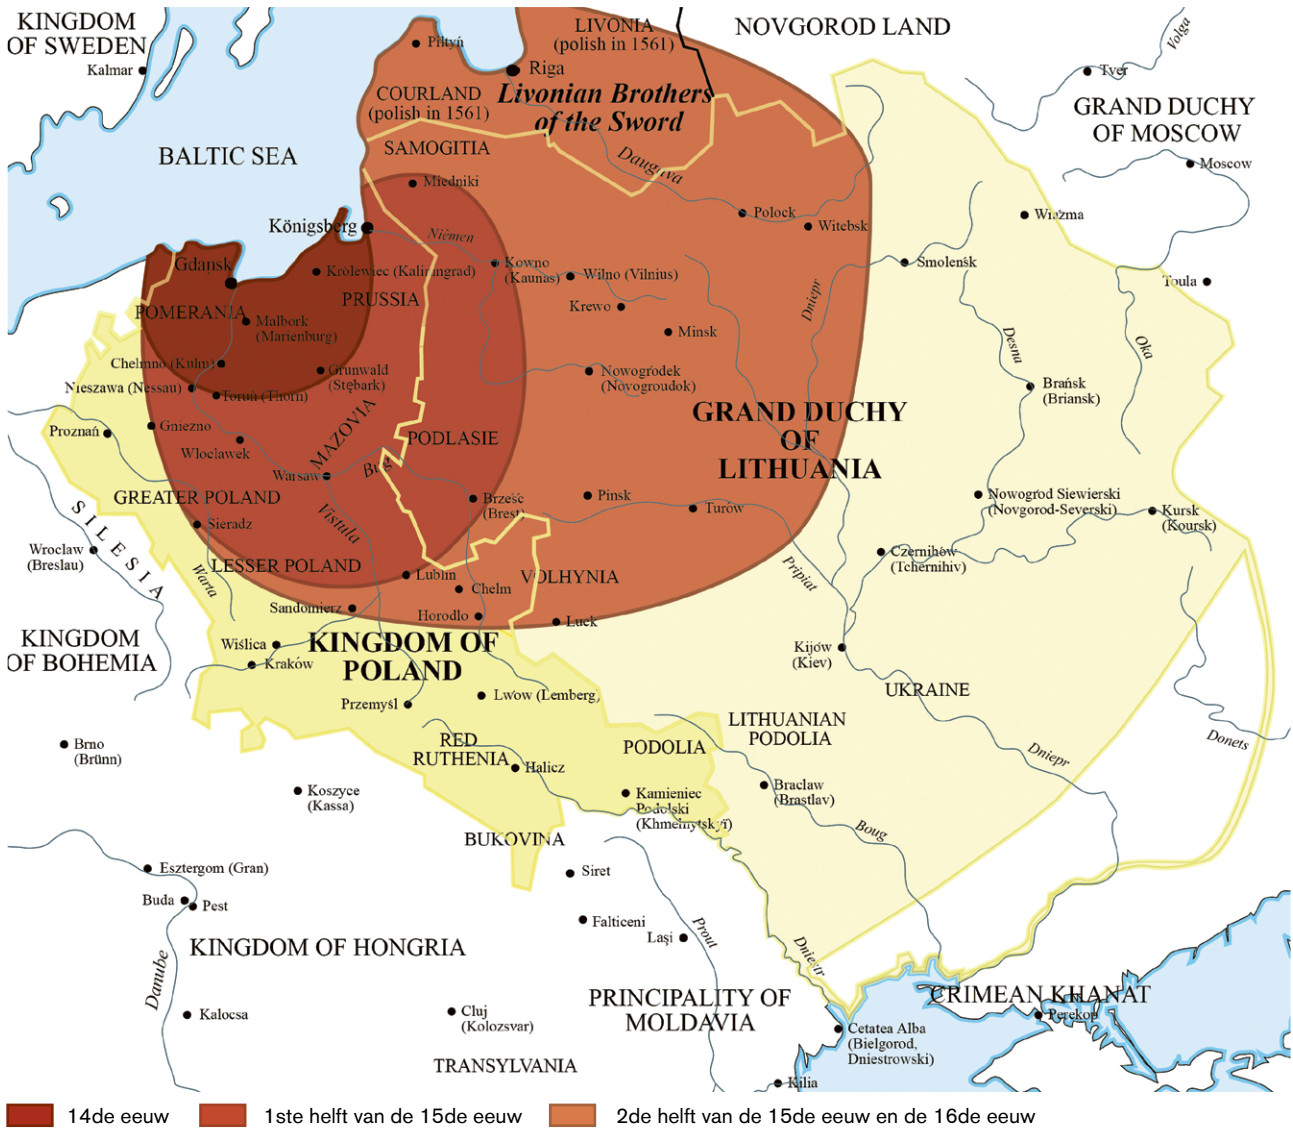 KINGDOM
OF SWEDEN
Kalmar
BALTIC SEA
Piltyń
LIVONIA
(polish in 1561)
Riga
COURLAND
(polish in 1561)
Livonian Brothers
of the Sword
NOVGOROD LAND
Volga
Tver
GRAND DUCHY
OF MOSCOW
Moscow
SAMOGITIA
Miedniki
Daugava
Polock
Witebsk
Wiaźma
Königsberg
Niemen
Gdansk
Królewiec (Kaliningrad)
PRUSSIA
Kowno
(Kaunas)
Wilno (Vilnius)
Krewo
Minsk
Dniepr
Smoleńsk
Toula
POMERANIA
Malbork
(Marienburg)
Desna
Oka
Chełmno (Kulm)
Grunwald
(Stębark)
Nieszawa (Nessau)
Toruń (Thorn)
Nowogródek
(Novogroudok)
Brańsk
(Briansk)
GRAND DUCHY
OF
LITHUANIA
Proznań
Gniezno
Wloclawek
MAZOVIA
PODLASIE
Warsaw
Bug
GREATER POLAND
Vistula
Sieradz
Brześć
(Brest)
Pinsk
Turów
Nowogrod Siewierski
(Novgorod-Severski)
Kursk
(Koursk)
SILESIA
Wroclaw
(Breslau)
Warta
LESSER POLAND
Lublin
Chelm
VOLHYNIA
Pripiat
Czernihów
(Tchernihiv)
Sandomierz
Horodlo
Luck
KINGDOM
OF BOHEMIA
Wiślica
Kraków
KINGDOM OF
POLAND
Kijów
(Kiev)
UKRAINE
Przemyśl
Lwow (Lemberg)
Brno
(Brünn)
RED
RUTHENIA
Halicz
PODOLIA
LITHUANIAN
PODOLIA
Dniepr
Donets
Koszyce
(Kassa)
Kamieniec
Podolski
Braclaw
(Brastlav)
Boug
BUKOVINA
Esztergom (Gran)
Siret
Buda
Pest
Falticeni
Laşi
Prout
KINGDOM OF HONGRIA
Danube
Dniestr
Kalocsa
Cluj
(Kolozsvar)
PRINCIPALITY OF
MOLDAVIA
CRIMEAN KHANAT
Perekop
Cetatea Alba
(Bielgorod,
Dniestrowski)
TRANSYLVANIA
Kilia
14de eeuw
1ste helft van de 15de eeuw
2de helft van de 15de eeuw en de 16de eeuw